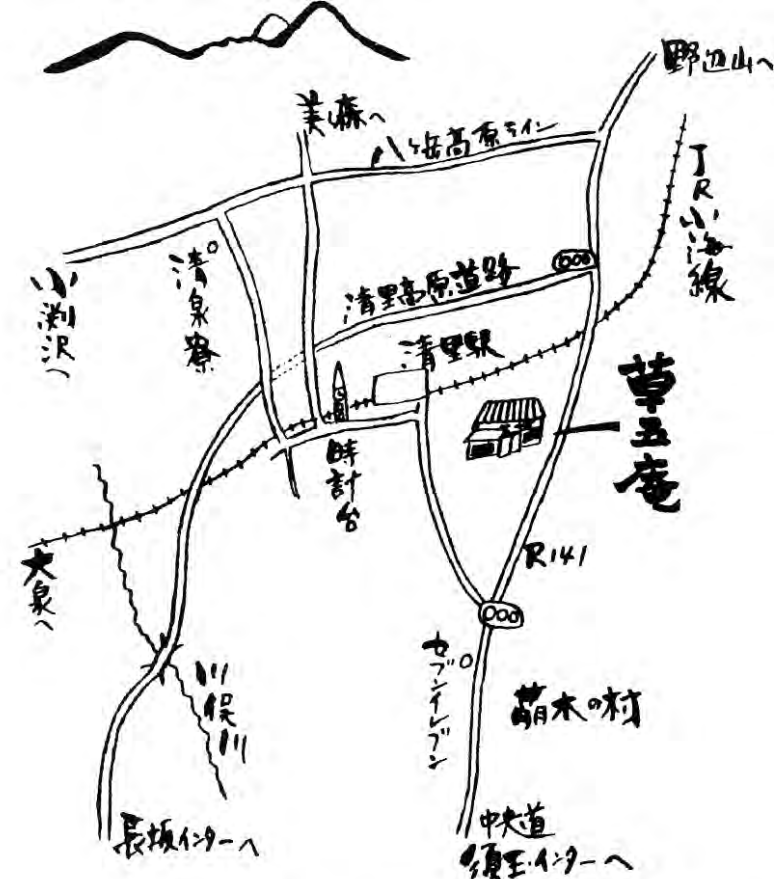 野辺山へ
美し森へ
八ヶ岳高原ライン
JR小海線
小淵沢へ
清泉寮
清里高原道路
清里駅
草五庵
時計台
大泉へ
R141
川俣川
セブンイレブン
萌木の村
長坂インターへ
中央道
須玉インターへ